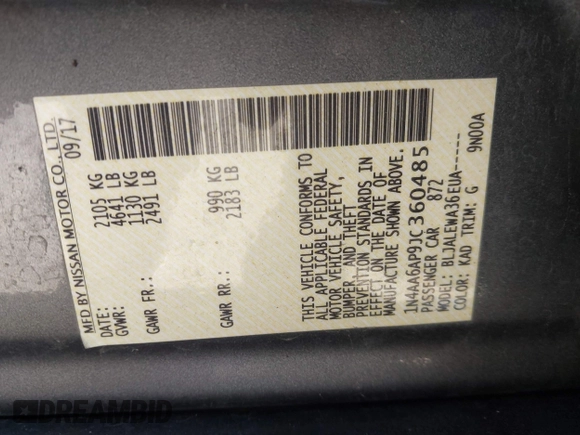 MFD BY NISSAN MOTOR CO., LTD.
DATE: 09/17
GVWR: 2105 KG
4641 LB
GAWR FR.: 1130 KG
2491 LB
GAWR RR.: 990 KG
2183 LB
THIS VEHICLE CONFORMS TO
ALL APPLICABLE FEDERAL
MOTOR VEHICLE SAFETY,
BUMPER, AND THEFT
PREVENTION STANDARDS IN
EFFECT ON THE DATE OF
MANUFACTURE SHOWN ABOVE.
1N4AA6AP9JC360485
PASSENGER CAR 872
MODEL: BLJALEWA36EUA-----
COLOR: KAD TRIM: G 9N00A
DREAMBID